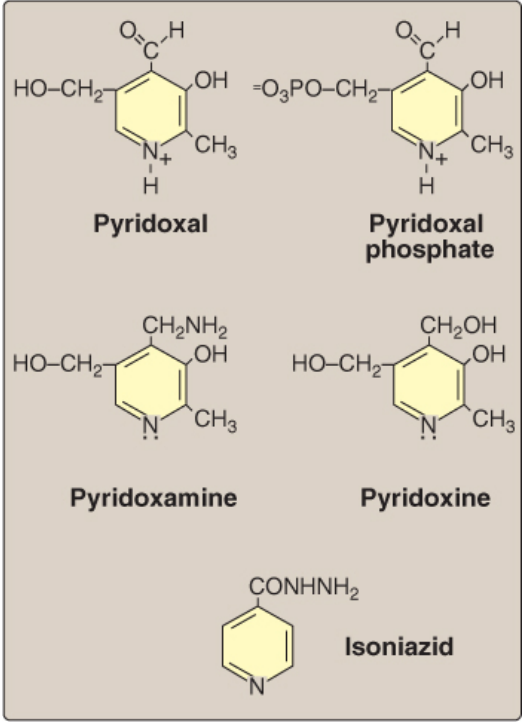 O H
C
HO–CH₂ OH
N+ CH₃
H
Pyridoxal
O H
C
=O₃PO–CH₂ OH
N+ CH₃
H
Pyridoxal
phosphate
CH₂NH₂
HO–CH₂ OH
N CH₃
Pyridoxamine
CH₂OH
HO–CH₂ OH
N CH₃
Pyridoxine
CONHNH₂
N
Isoniazid